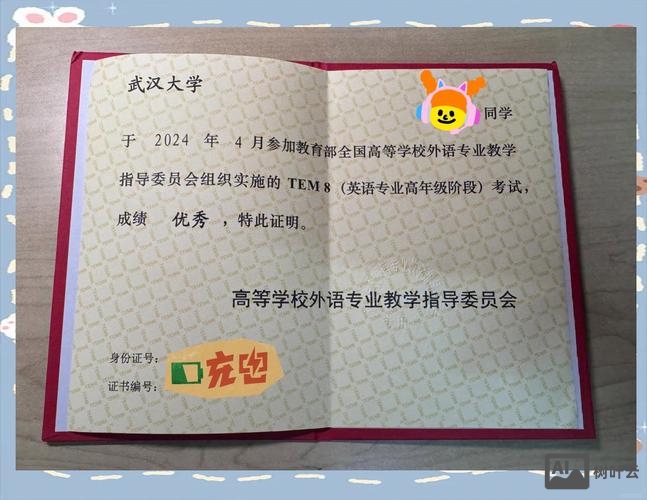 武汉大学
同学
于 2024 年 4 月参加教育部全国高等学校外语专业教学
指导委员会组织实施的 TEM 8（英语专业高年级阶段）考试，
成绩 优秀 ，特此证明。
高等学校外语专业教学指导委员会
身份证号：
充电
证书编号：
AI
树叶云